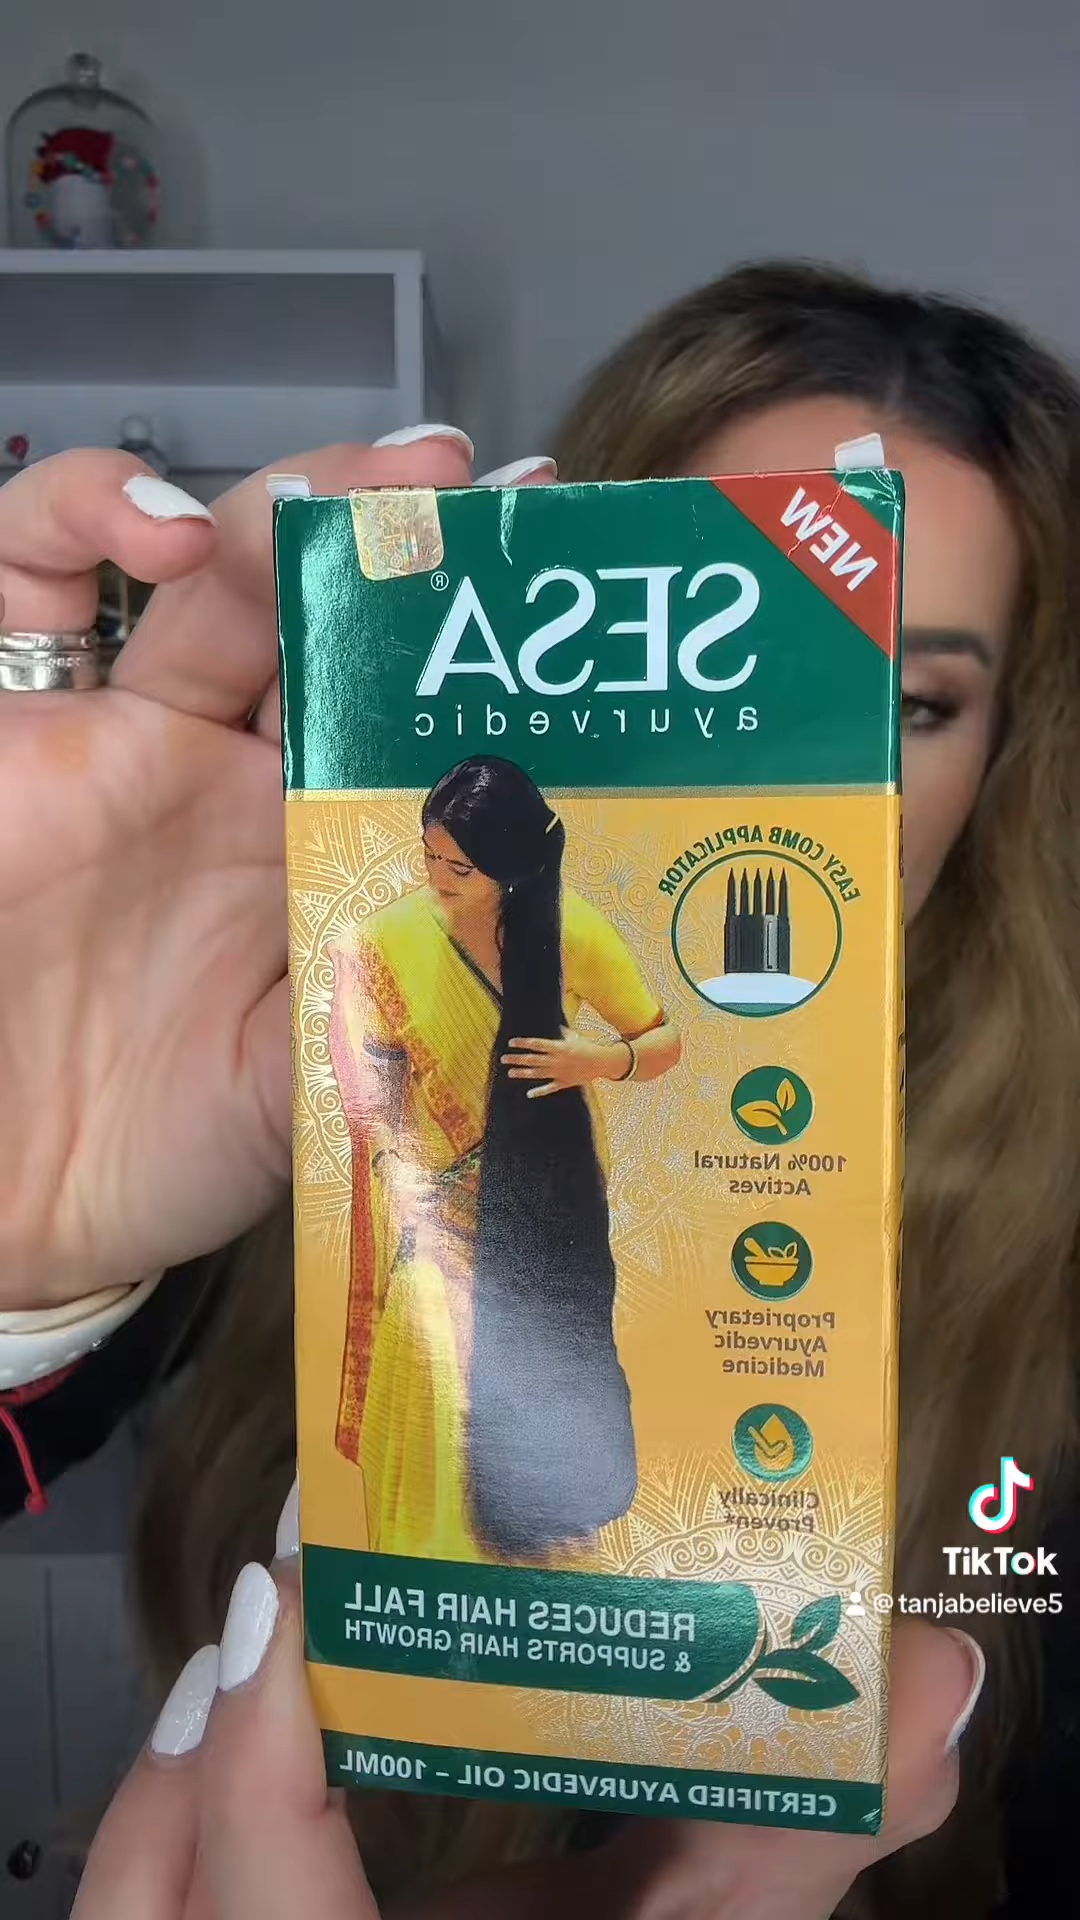 NEW
SESA®
ayurvedic
EASY COMB APPLICATOR
100% Natural
Actives
Proprietary
Ayurvedic
Medicine
Clinically
Proven*
REDUCES HAIR FALL
& SUPPORTS HAIR GROWTH
CERTIFIED AYURVEDIC OIL – 100ML
TikTok
@tanjabelieve5